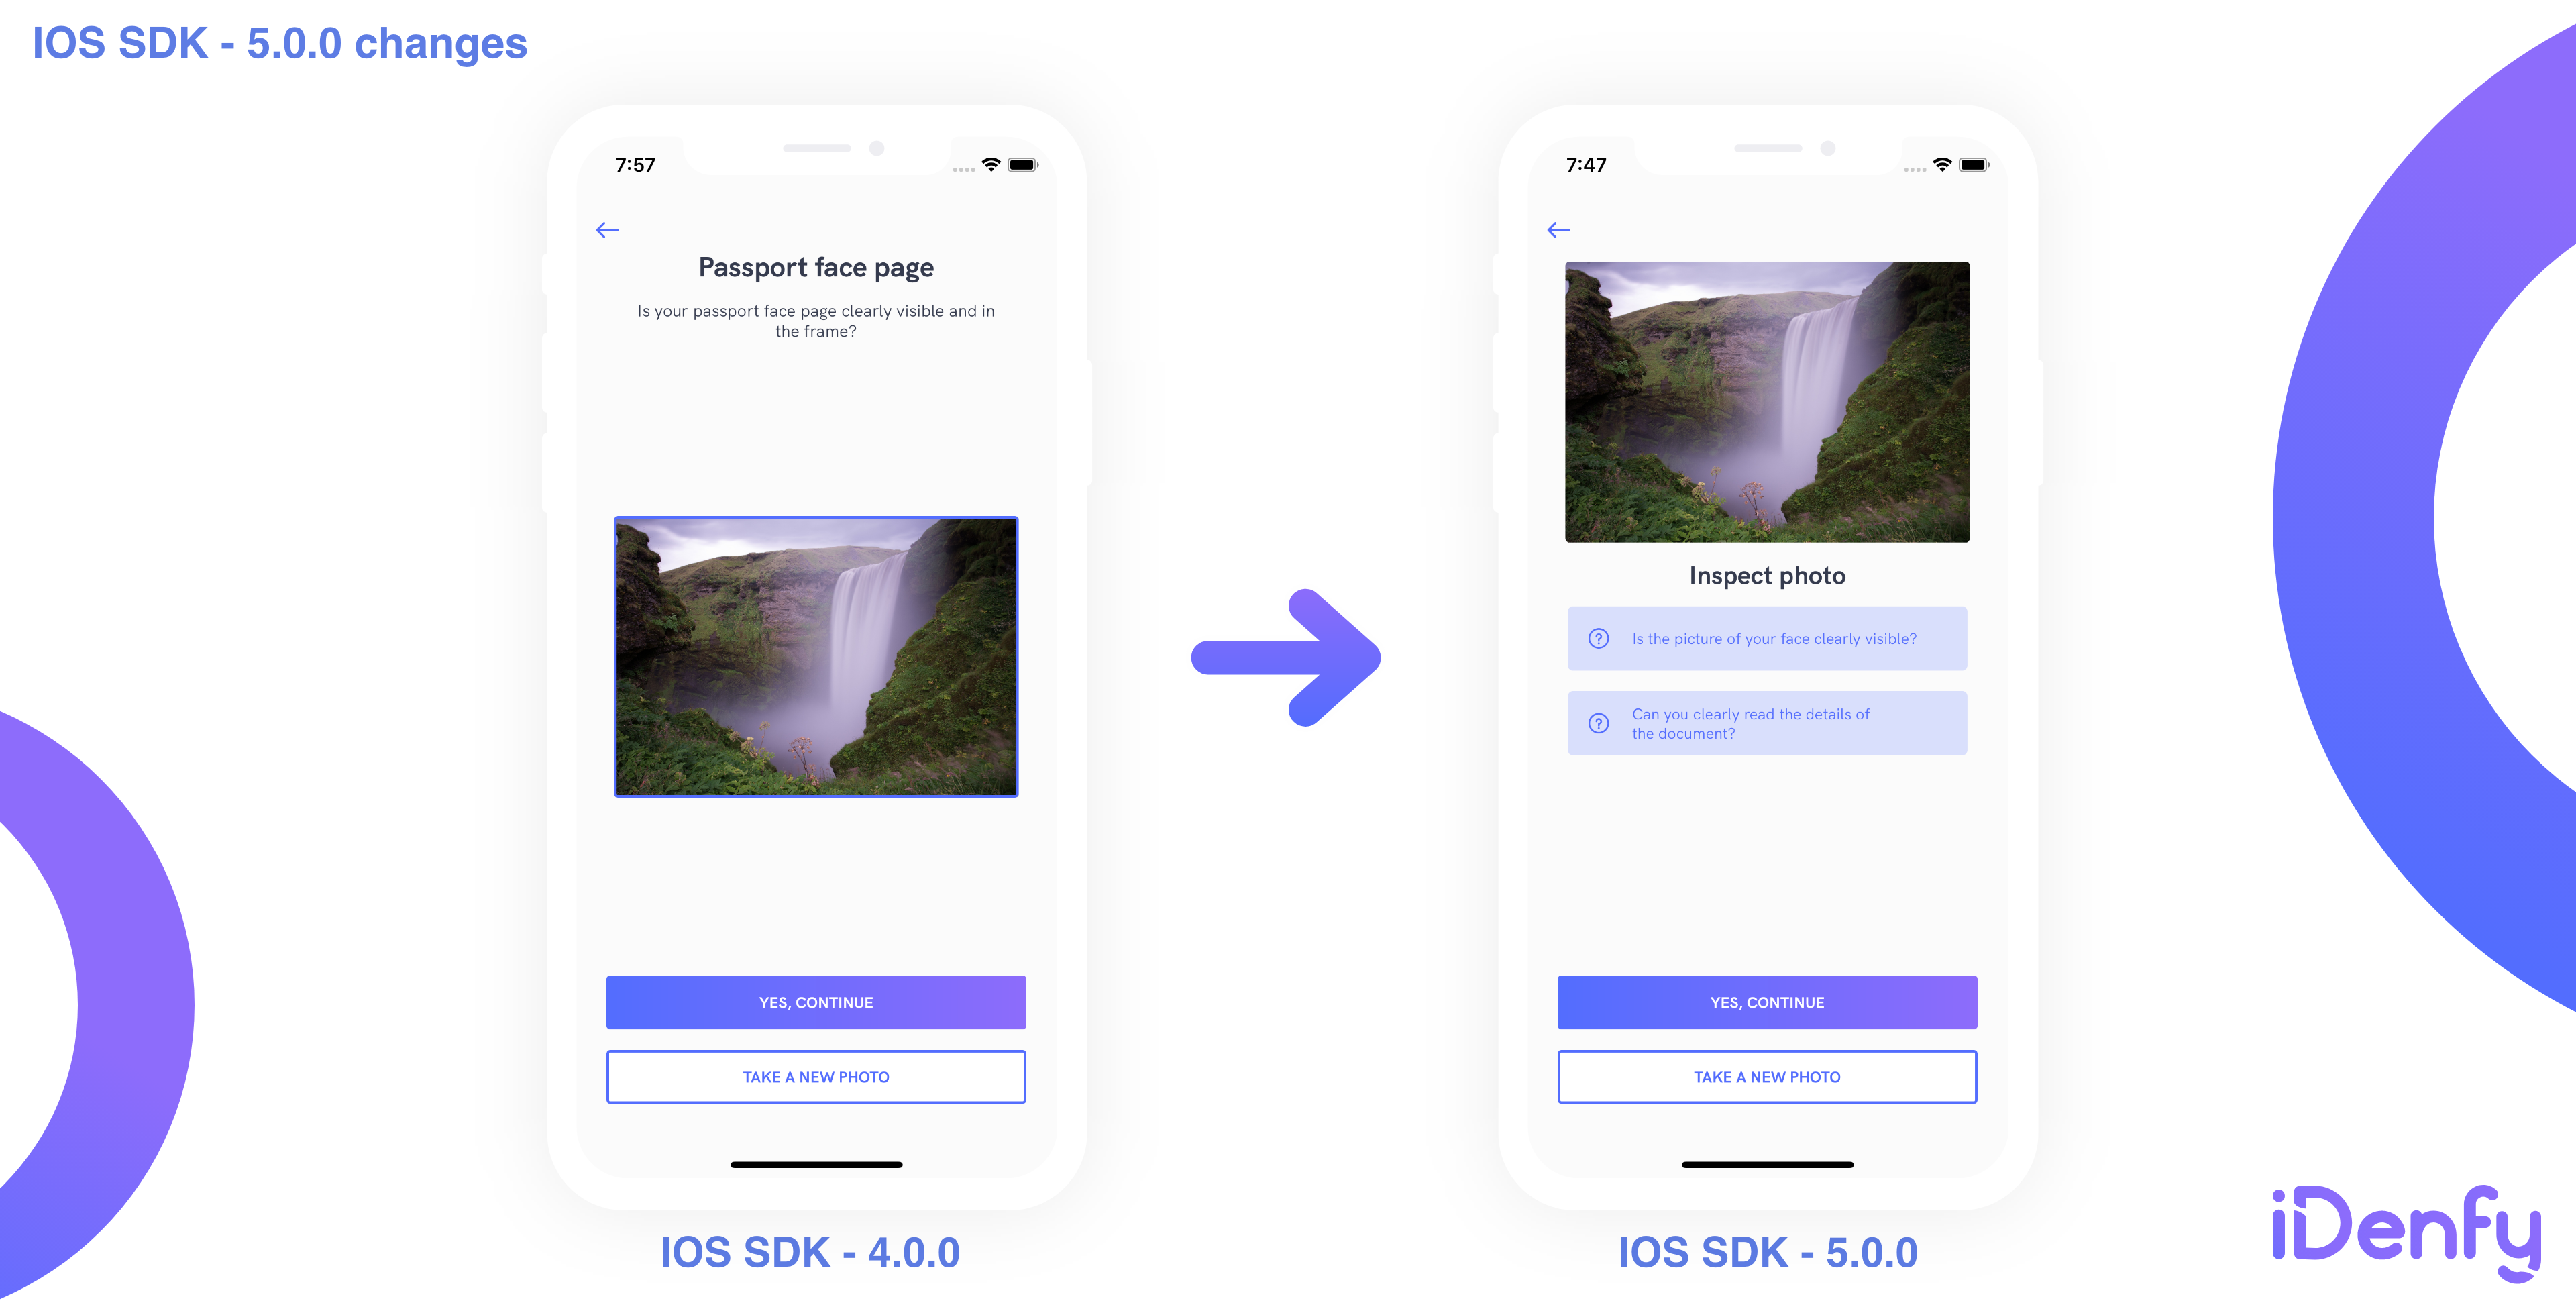 IOS SDK - 5.0.0 changes
7:57
Passport face page
Is your passport face page clearly visible and in
the frame?
YES, CONTINUE
TAKE A NEW PHOTO
IOS SDK - 4.0.0
7:47
Inspect photo
Is the picture of your face clearly visible?
Can you clearly read the details of
the document?
YES, CONTINUE
TAKE A NEW PHOTO
IOS SDK - 5.0.0
iDenfy